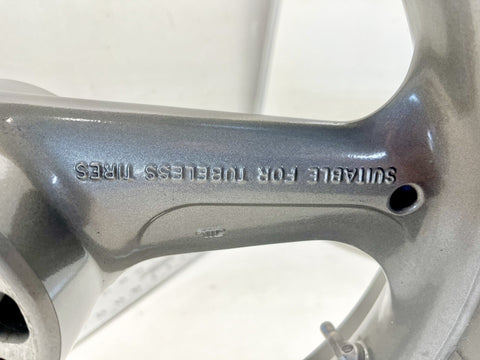 SUITABLE FOR TUBELESS TIRES